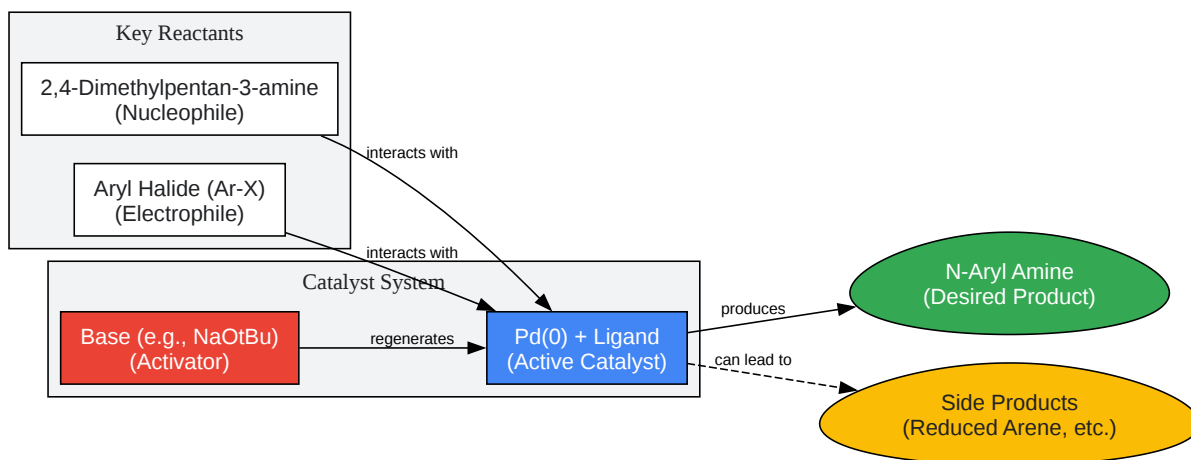 Key Reactants
2,4-Dimethylpentan-3-amine
(Nucleophile)
interacts with
Aryl Halide (Ar-X)
(Electrophile)
interacts with
Catalyst System
Base (e.g., NaOtBu)
(Activator)
regenerates
Pd(0) + Ligand
(Active Catalyst)
produces
N-Aryl Amine
(Desired Product)
can lead to
Side Products
(Reduced Arene, etc.)